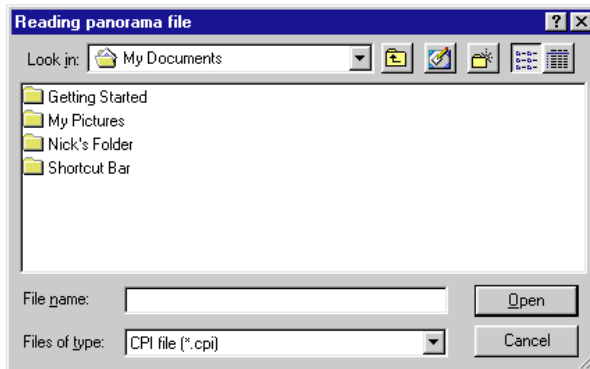 Reading panorama file
Look in: My Documents
Getting Started
My Pictures
Nick's Folder
Shortcut Bar
File name: Open
Files of type: CPI file (*.cpi) Cancel